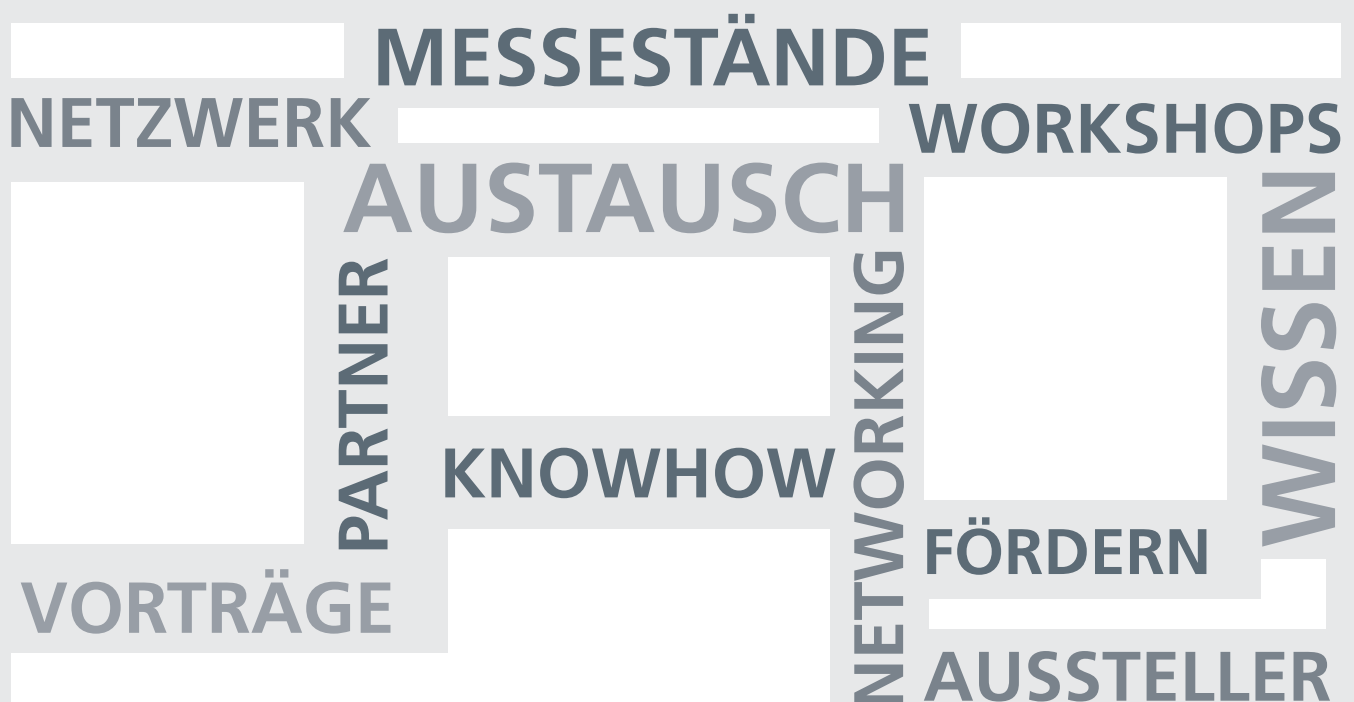 MESSESTÄNDE
NETZWERK
WORKSHOPS
AUSTAUSCH
WISSEN
PARTNER
NETWORKING
KNOWHOW
FÖRDERN
VORTRÄGE
AUSSTELLER